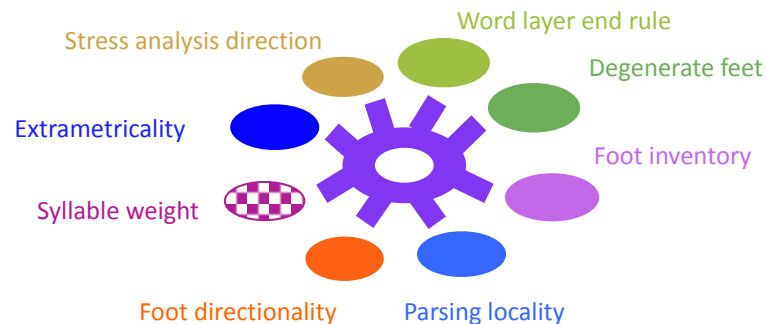 Word layer end rule
Stress analysis direction
Degenerate feet
Extrametricality
Foot inventory
Syllable weight
Foot directionality
Parsing locality